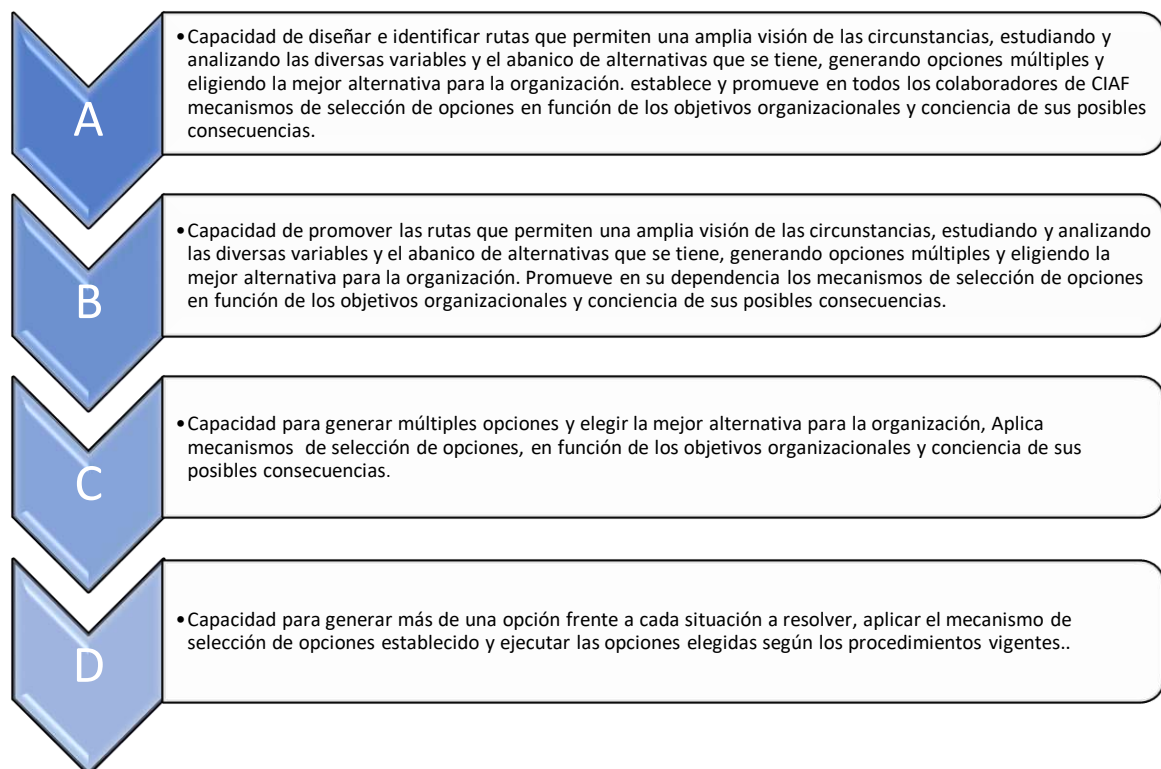 A
•Capacidad de diseñar e identificar rutas que permiten una amplia visión de las circunstancias, estudiando y
analizando las diversas variables y el abanico de alternativas que se tiene, generando opciones múltiples y
eligiendo la mejor alternativa para la organización. establece y promueve en todos los colaboradores de CIAF
mecanismos de selección de opciones en función de los objetivos organizacionales y conciencia de sus posibles
consecuencias.
B
•Capacidad de promover las rutas que permiten una amplia visión de las circunstancias, estudiando y analizando
las diversas variables y el abanico de alternativas que se tiene, generando opciones múltiples y eligiendo la
mejor alternativa para la organización. Promueve en su dependencia los mecanismos de selección de opciones
en función de los objetivos organizacionales y conciencia de sus posibles consecuencias.
C
•Capacidad para generar múltiples opciones y elegir la mejor alternativa para la organización, Aplica
mecanismos de selección de opciones, en función de los objetivos organizacionales y conciencia de sus
posibles consecuencias.
D
•Capacidad para generar más de una opción frente a cada situación a resolver, aplicar el mecanismo de
selección de opciones establecido y ejecutar las opciones elegidas según los procedimientos vigentes..